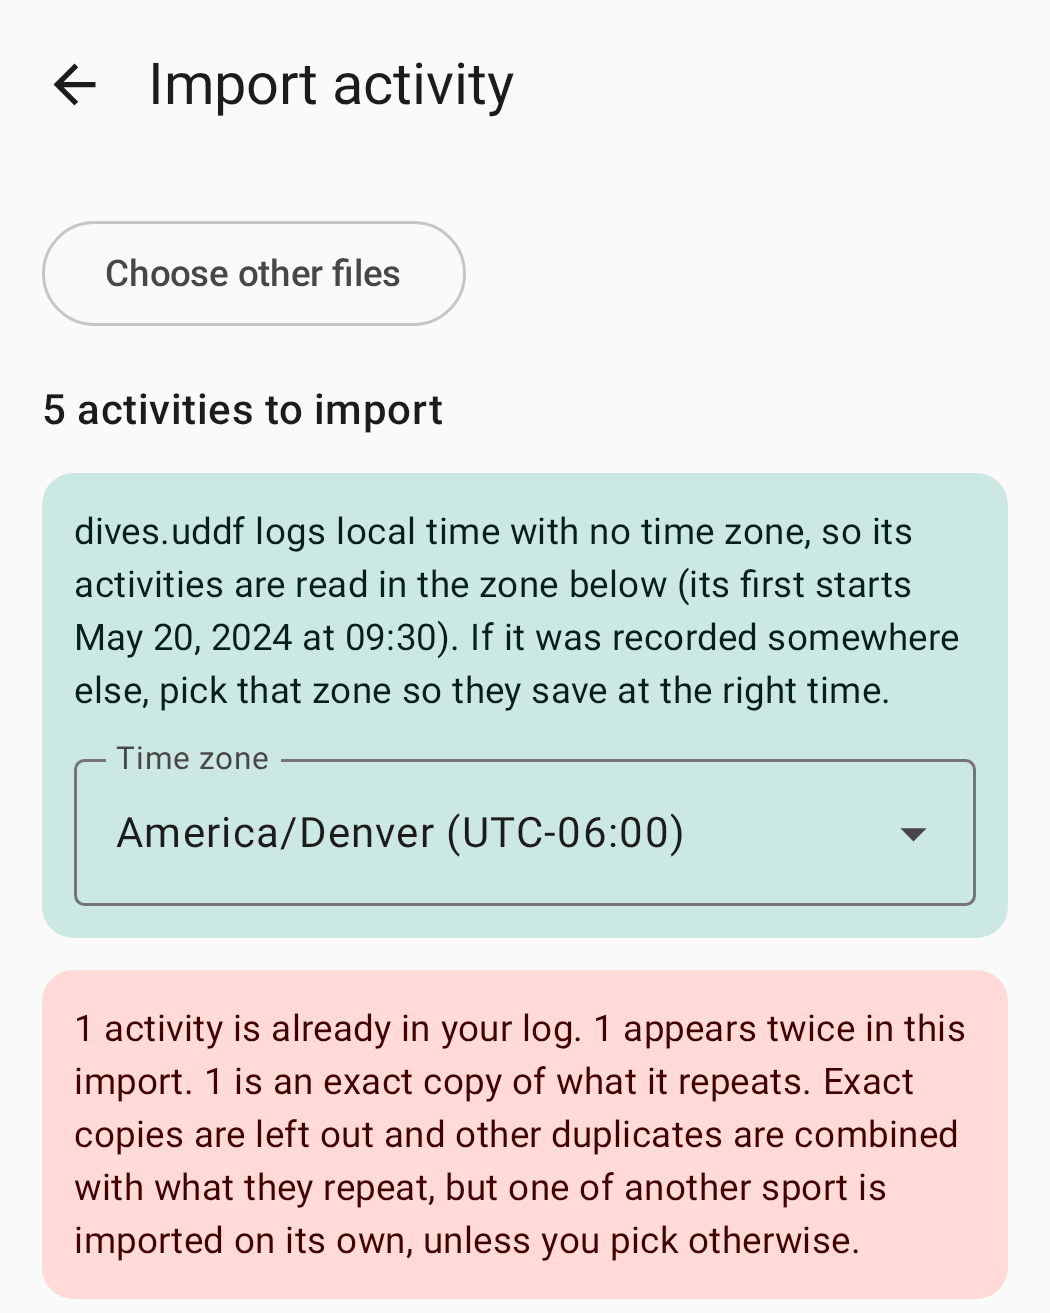 Import activity
Choose other files
5 activities to import
dives.uddf logs local time with no time zone, so its
activities are read in the zone below (its first starts
May 20, 2024 at 09:30). If it was recorded somewhere
else, pick that zone so they save at the right time.
Time zone
America/Denver (UTC-06:00)
1 activity is already in your log. 1 appears twice in this
import. 1 is an exact copy of what it repeats. Exact
copies are left out and other duplicates are combined
with what they repeat, but one of another sport is
imported on its own, unless you pick otherwise.